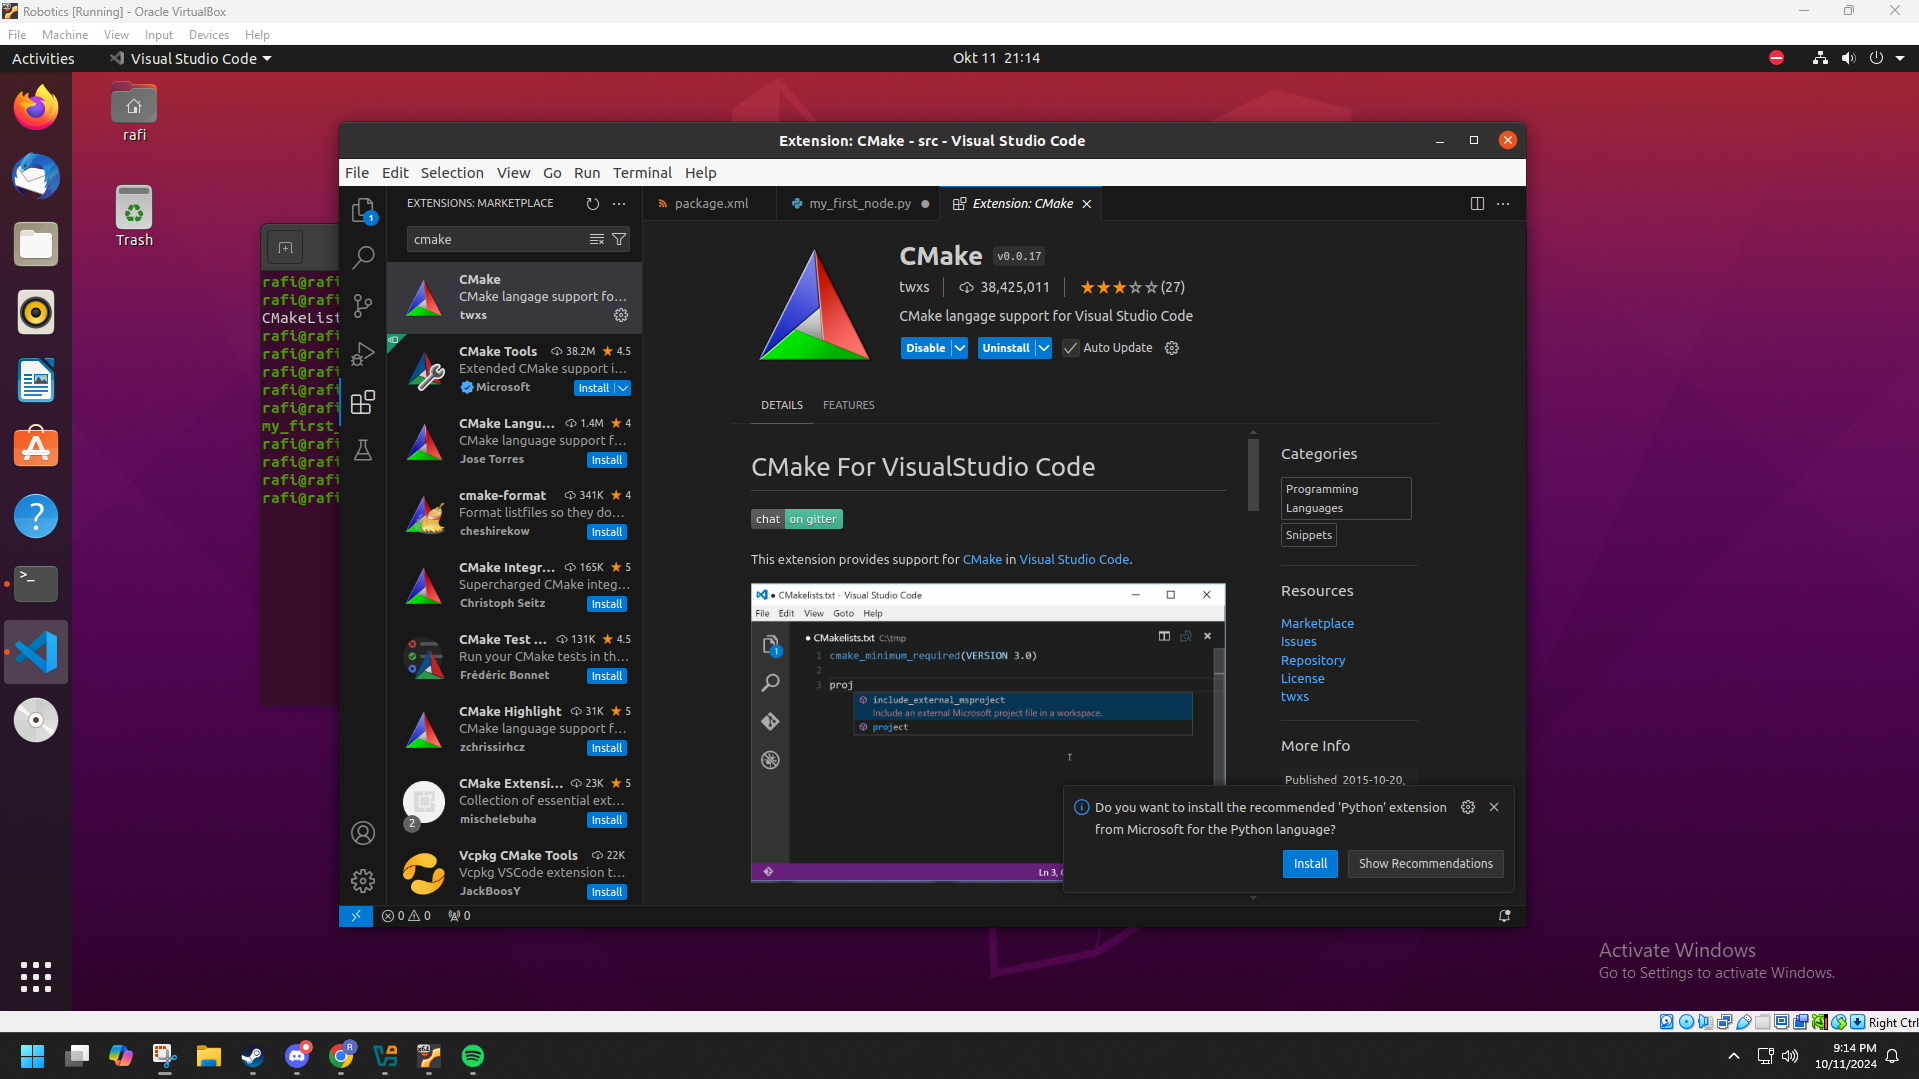 Robotics [Running] - Oracle VirtualBox
File Machine View Input Devices Help
Activities Visual Studio Code Okt 11 21:14
rafi
Trash
rafi@rafi
rafi@rafi
CMakeList
rafi@rafi
rafi@rafi
rafi@rafi
rafi@rafi
rafi@rafi
my_first_
rafi@rafi
rafi@rafi
rafi@rafi
rafi@rafi
Extension: CMake - src - Visual Studio Code
File Edit Selection View Go Run Terminal Help
1
EXTENSIONS: MARKETPLACE
cmake
CMake
CMake langage support fo...
twxs
CMake Tools 38.2M 4.5
Extended CMake support i...
Microsoft Install
CMake Langu... 1.4M 4
CMake language support f...
Jose Torres Install
cmake-format 341K 4
Format listfiles so they do...
cheshirekow Install
CMake Integr... 165K 5
Supercharged CMake integ...
Christoph Seitz Install
CMake Test ... 131K 4.5
Run your CMake tests in th...
Frédéric Bonnet Install
CMake Highlight 31K 5
CMake language support f...
zchrissirhcz Install
CMake Extensi... 23K 5
Collection of essential ext...
mischelebuha Install
2
Vcpkg CMake Tools 22K
Vcpkg VSCode extension t...
JackBoosY Install
package.xml my_first_node.py Extension: CMake
CMake v0.0.17
twxs 38,425,011 (27)
CMake langage support for Visual Studio Code
Disable Uninstall Auto Update
DETAILS FEATURES
CMake For VisualStudio Code
chat on gitter
This extension provides support for CMake in Visual Studio Code.
CMakelists.txt - Visual Studio Code
File Edit View Goto Help
1
CMakelists.txt C:\tmp
1 cmake_minimum_required(VERSION 3.0)
2
3 proj
include_external_msproject
Include an external Microsoft project file in a workspace.
project
Ln 3, C
Categories
Programming
Languages
Snippets
Resources
Marketplace
Issues
Repository
License
twxs
More Info
Published 2015-10-20,
Do you want to install the recommended 'Python' extension
from Microsoft for the Python language?
Install Show Recommendations
0 0 0
Activate Windows
Go to Settings to activate Windows.
Right Ctrl
R
9:14 PM
10/11/2024